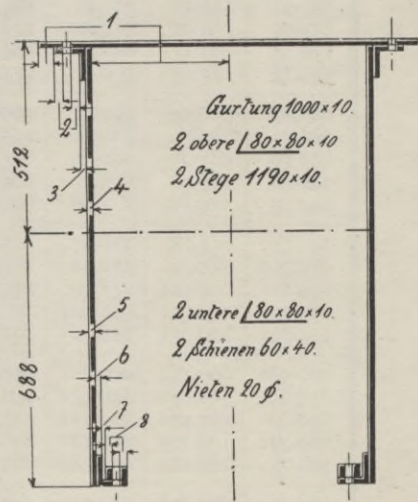 1
Gurtung 1000×10.
2
2 obere ∟80×80×10
512
3
4
2 Stege 1190×10.
5
2 untere ∟80×80×10.
6
2 Schienen 60×40.
688
Nieten 20 ø.
7
8